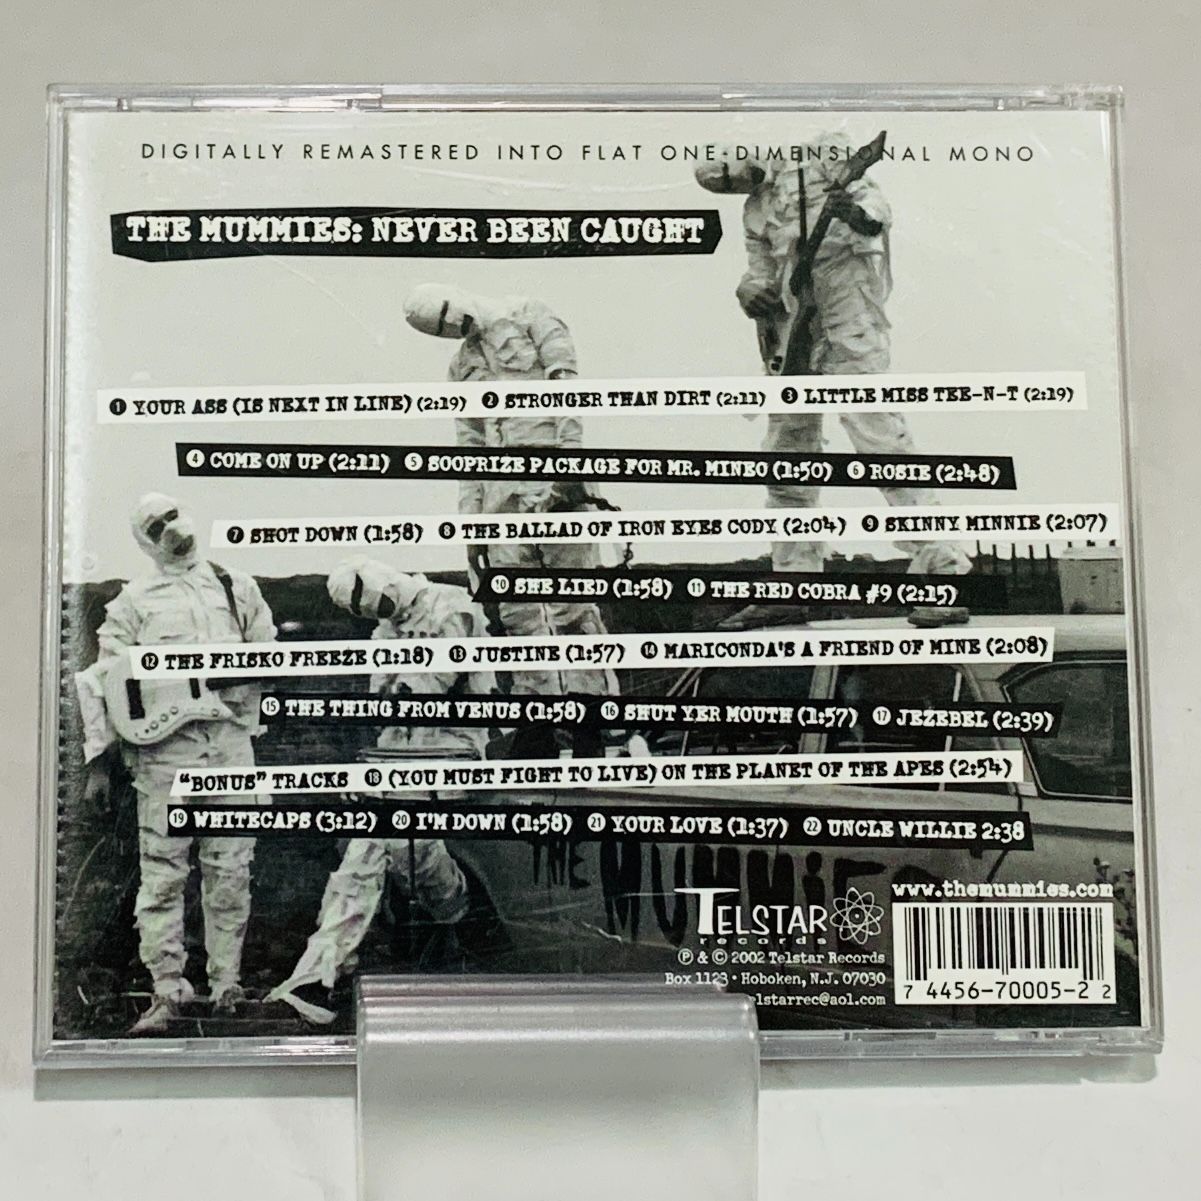 DIGITALLY REMASTERED INTO FLAT ONE-DIMENSIONAL MONO
THE MUMMIES: NEVER BEEN CAUGHT
1 YOUR ASS (IS NEXT IN LINE) (2:19) 2 STRONGER THAN DIRT (2:11) 3 LITTLE MISS TEE-N-T (2:19)
4 COME ON UP (2:11) 5 SOOPRIZE PACKAGE FOR MR. MINEO (1:50) 6 ROSIE (2:48)
7 SHOT DOWN (1:58) 8 THE BALLAD OF IRON EYES CODY (2:04) 9 SKINNY MINNIE (2:07)
10 SHE LIED (1:58) 11 THE RED COBRA #9 (2:15)
12 THE FRISKO FREEZE (1:18) 13 JUSTINE (1:57) 14 MARICONDA'S A FRIEND OF MINE (2:08)
15 THE THING FROM VENUS (1:58) 16 SHUT YER MOUTH (1:57) 17 JEZEBEL (2:39)
"BONUS" TRACKS 18 (YOU MUST FIGHT TO LIVE) ON THE PLANET OF THE APES (2:54)
19 WHITECAPS (3:12) 20 I'M DOWN (1:58) 21 YOUR LOVE (1:37) 22 UNCLE WILLIE 2:38
THE MUMMIES
TELSTAR
records
℗ & © 2002 Telstar Records
Box 1123 • Hoboken, N.J. 07030
elstarrec@aol.com
www.themummies.com
7 4456-70005-2 2